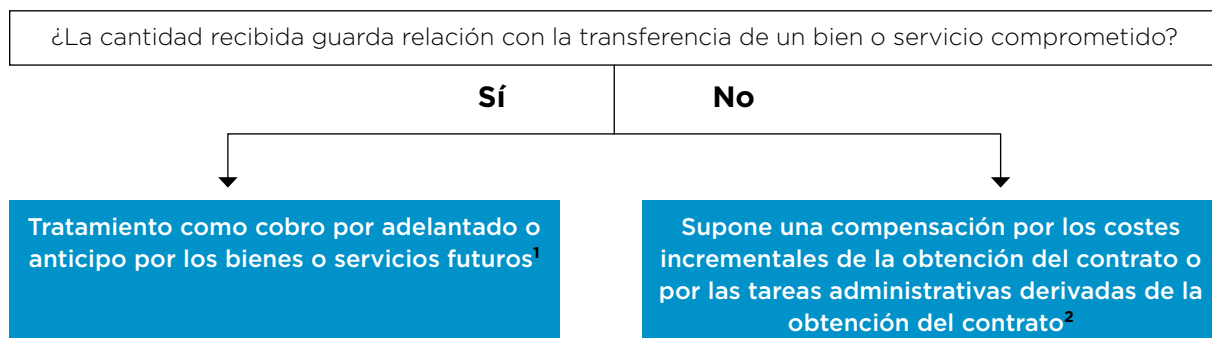 ¿La cantidad recibida guarda relación con la transferencia de un bien o servicio comprometido?
Sí
No
Tratamiento como cobro por adelantado o
anticipo por los bienes o servicios futuros¹
Supone una compensación por los costes
incrementales de la obtención del contrato o
por las tareas administrativas derivadas de la
obtención del contrato²